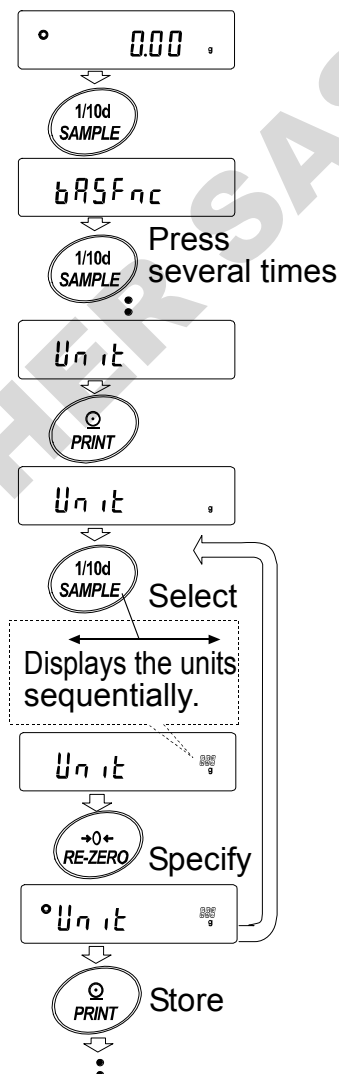 0.00 g
1/10d
SAMPLE
bASFnc
1/10d
SAMPLE
Press
several times
Unit
PRINT
Unit g
1/10d
SAMPLE
Select
Displays the units
sequentially.
Unit g
→0←
RE-ZERO
Specify
Unit g
PRINT
Store